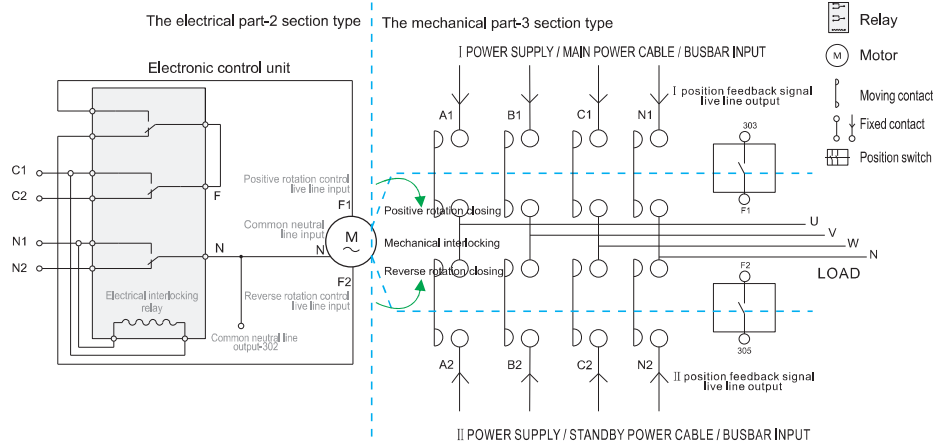 The electrical part-2 section type
The mechanical part-3 section type
Relay
M
Motor
Moving contact
Fixed contact
Position switch
I POWER SUPPLY / MAIN POWER CABLE / BUSBAR INPUT
Electronic control unit
I position feedback signal
live line output
A1
B1
C1
N1
303
F1
C1
C2
N1
N2
F
N
Positive rotation control
live line input
F1
Common neutral
line input
N
M
F2
Reverse rotation control
live line input
Positive rotation closing
Mechanical interlocking
Reverse rotation closing
U
V
W
N
LOAD
Electrical interlocking
relay
Common neutral line
output-302
F2
305
A2
B2
C2
N2
II position feedback signal
live line output
II POWER SUPPLY / STANDBY POWER CABLE / BUSBAR INPUT